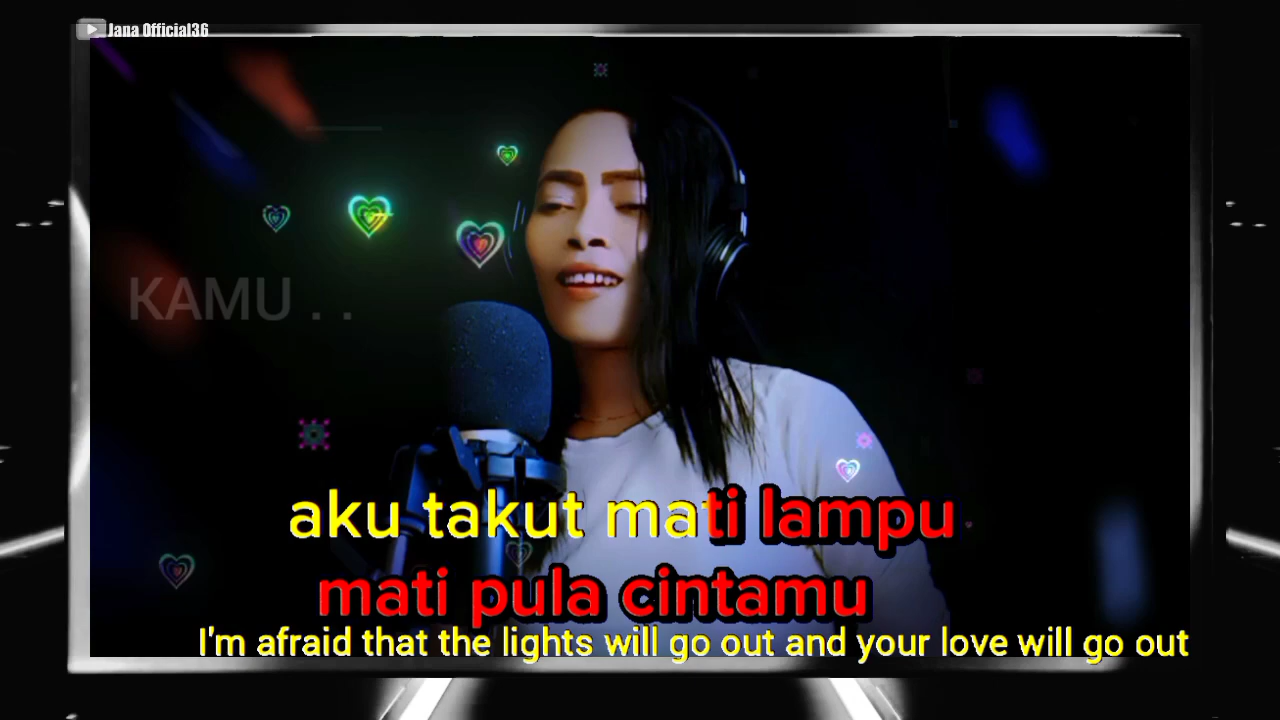 Jana Official36
KAMU . .
aku takut mati lampu
mati pula cintamu
I'm afraid that the lights will go out and your love will go out